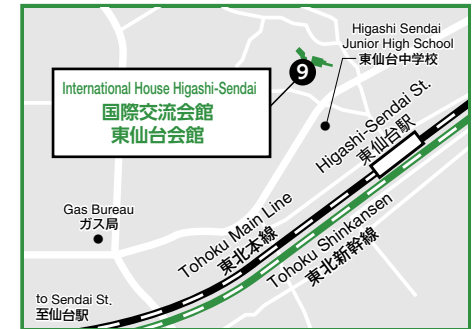 Higashi Sendai
Junior High School
東仙台中学校
9
International House Higashi-Sendai
国際交流会館
東仙台会館
Higashi-Sendai St.
東仙台駅
Gas Bureau
ガス局
Tohoku Main Line
東北本線
Tohoku Shinkansen
東北新幹線
to Sendai St.
至仙台駅